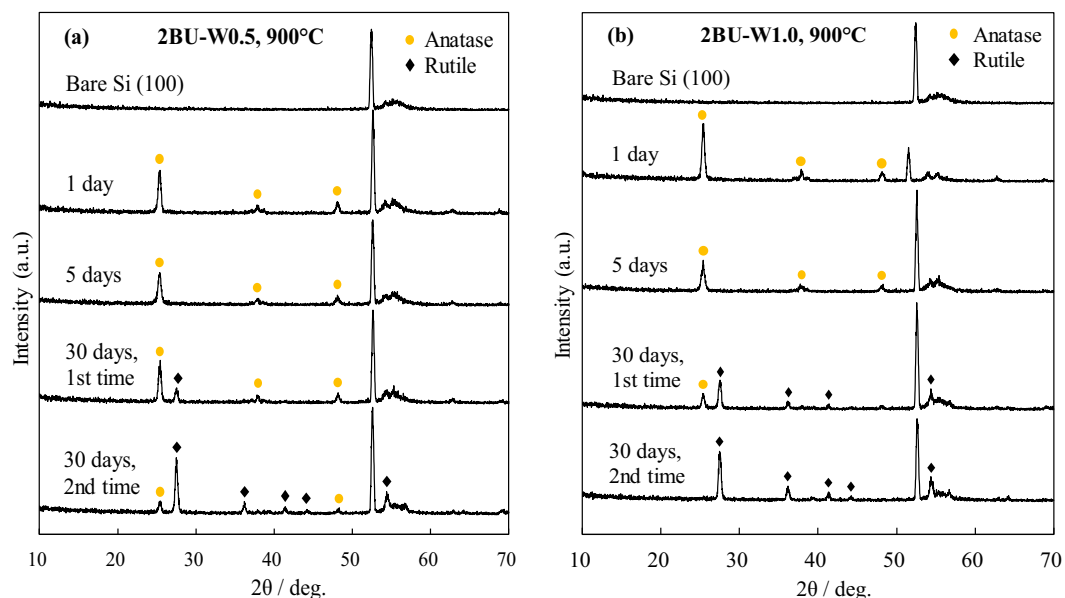 (a)
2BU-W0.5, 900°C
Anatase
Rutile
Bare Si (100)
1 day
5 days
30 days,
1st time
30 days,
2nd time
Intensity (a.u.)
10 20 30 40 50 60 70
2θ / deg.
(b)
2BU-W1.0, 900°C
Anatase
Rutile
Bare Si (100)
1 day
5 days
30 days,
1st time
30 days,
2nd time
Intensity (a.u.)
10 20 30 40 50 60 70
2θ / deg.